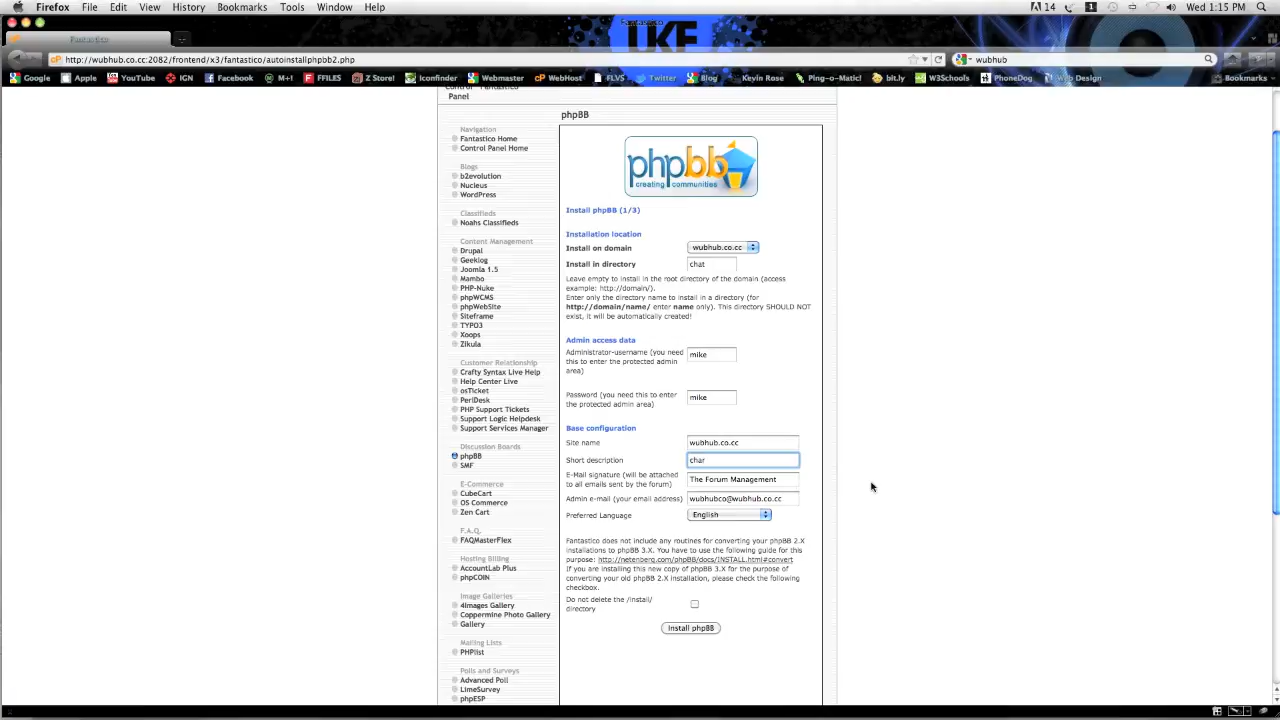 Firefox File Edit View History Bookmarks Tools Window Help
14 1 Wed 1:15 PM
Fantastico
UKF
Fantastico
http://wubhub.co.cc:2082/frontend/x3/fantastico/autoinstallphpbb2.php
wubhub
Google Apple YouTube IGN Facebook M+! FFILES Z Store! Iconfinder Webmaster WebHost FLVS Twitter Blog Kevin Rose Ping-o-Matic! bit.ly W3Schools PhoneDog Web Design Bookmarks
Control Fantastico
Panel
phpBB
Navigation
Fantastico Home
Control Panel Home
Blogs
b2evolution
Nucleus
WordPress
Classifieds
Noahs Classifieds
Content Management
Drupal
Geeklog
Joomla 1.5
Mambo
PHP-Nuke
phpWCMS
phpWebSite
Siteframe
TYPO3
Xoops
Zikula
Customer Relationship
Crafty Syntax Live Help
Help Center Live
osTicket
PerlDesk
PHP Support Tickets
Support Logic Helpdesk
Support Services Manager
Discussion Boards
phpBB
SMF
E-Commerce
CubeCart
OS Commerce
Zen Cart
F.A.Q.
FAQMasterFlex
Hosting Billing
AccountLab Plus
phpCOIN
Image Galleries
4Images Gallery
Coppermine Photo Gallery
Gallery
Mailing Lists
PHPlist
Polls and Surveys
Advanced Poll
LimeSurvey
phpESP
phpbb
creating communities
Install phpBB (1/3)
Installation location
Install on domain wubhub.co.cc
Install in directory chat
Leave empty to install in the root directory of the domain (access
example: http://domain/).
Enter only the directory name to install in a directory (for
http://domain/name/ enter name only). This directory SHOULD NOT
exist, it will be automatically created!
Admin access data
Administrator-username (you need
this to enter the protected admin
area) mike
Password (you need this to enter
the protected admin area) mike
Base configuration
Site name wubhub.co.cc
Short description char
E-Mail signature (will be attached
to all emails sent by the forum) The Forum Management
Admin e-mail (your email address) wubhubco@wubhub.co.cc
Preferred Language English
Fantastico does not include any routines for converting your phpBB 2.X
installations to phpBB 3.X. You have to use the following guide for this
purpose: http://netenberg.com/phpBB/docs/INSTALL.html#convert
If you are installing this new copy of phpBB 3.X for the purpose of
converting your old phpBB 2.X installation, please check the following
checkbox.
Do not delete the /install/
directory
Install phpBB